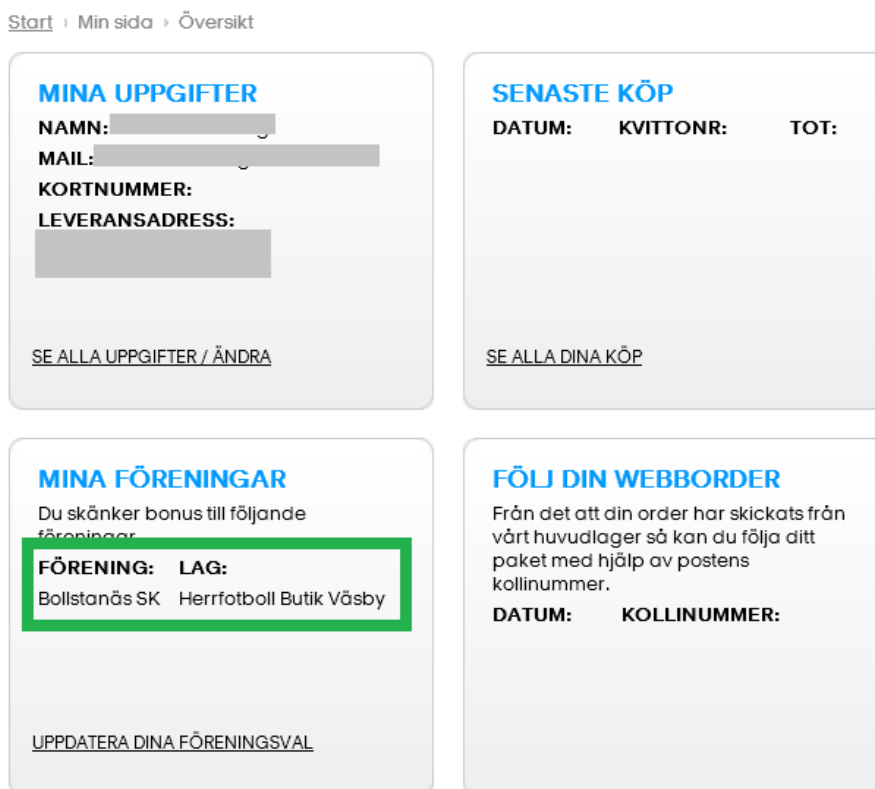 Start › Min sida › Översikt
MINA UPPGIFTER
NAMN:
MAIL:
KORTNUMMER:
LEVERANSADRESS:
SE ALLA UPPGIFTER / ÄNDRA
SENASTE KÖP
DATUM: KVITTONR: TOT:
SE ALLA DINA KÖP
MINA FÖRENINGAR
Du skänker bonus till följande
föreningar
FÖRENING: LAG:
Bollstanäs SK Herrfotboll Butik Väsby
UPPDATERA DINA FÖRENINGSVAL
FÖLJ DIN WEBBORDER
Från det att din order har skickats från
vårt huvudlager så kan du följa ditt
paket med hjälp av postens
kollinummer.
DATUM: KOLLINUMMER: